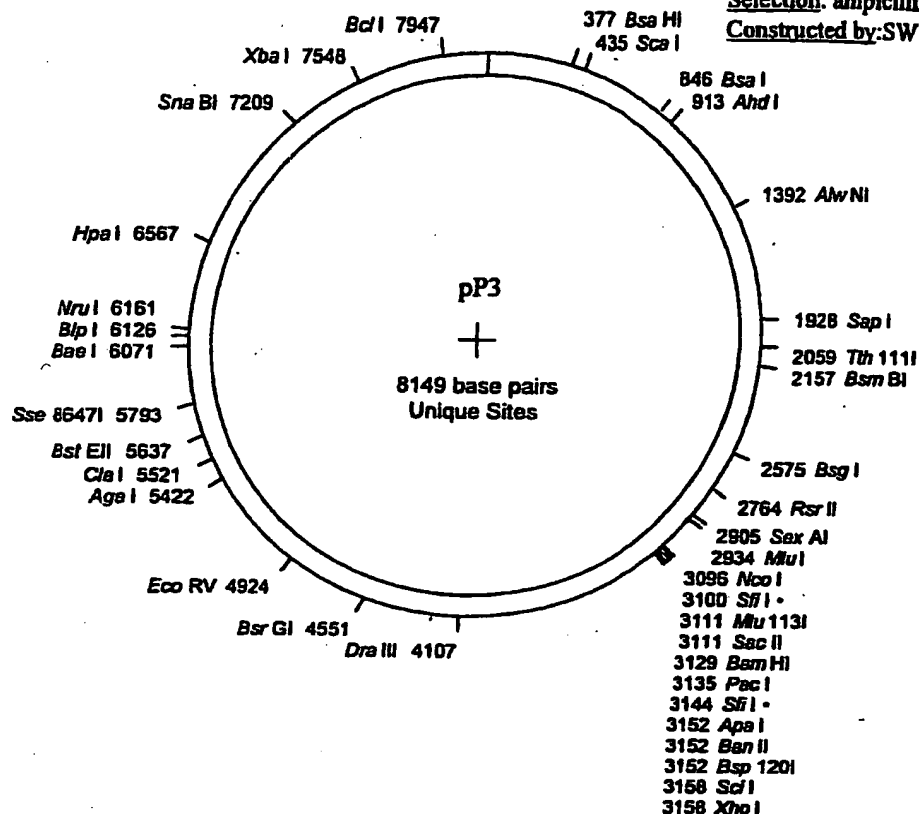 Selection: ampicillin
Constructed by:SW
Bcl I 7947
Xba I 7548
Sna BI 7209
Hpa I 6567
Nru I 6161
Blp I 6126
Bae I 6071
Sse 8647I 5793
Bst EII 5637
Cla I 5521
Age I 5422
Eco RV 4924
Bsr GI 4551
Dra III 4107
377 Bsa HI
435 Sca I
846 Bsa I
913 Ahd I
1392 Alw NI
1928 Sap I
2059 Tth 111I
2157 Bsm BI
2575 Bsg I
2764 Rsr II
2905 Sex AI
2934 Mlu I
3096 Nco I
3100 Sfi I •
3111 Mlu 113I
3111 Sac II
3129 Bam HI
3135 Pac I
3144 Sfi I •
3152 Apa I
3152 Ban II
3152 Bsp 120I
3158 Sci I
3158 Xho I
pP3
8149 base pairs
Unique Sites